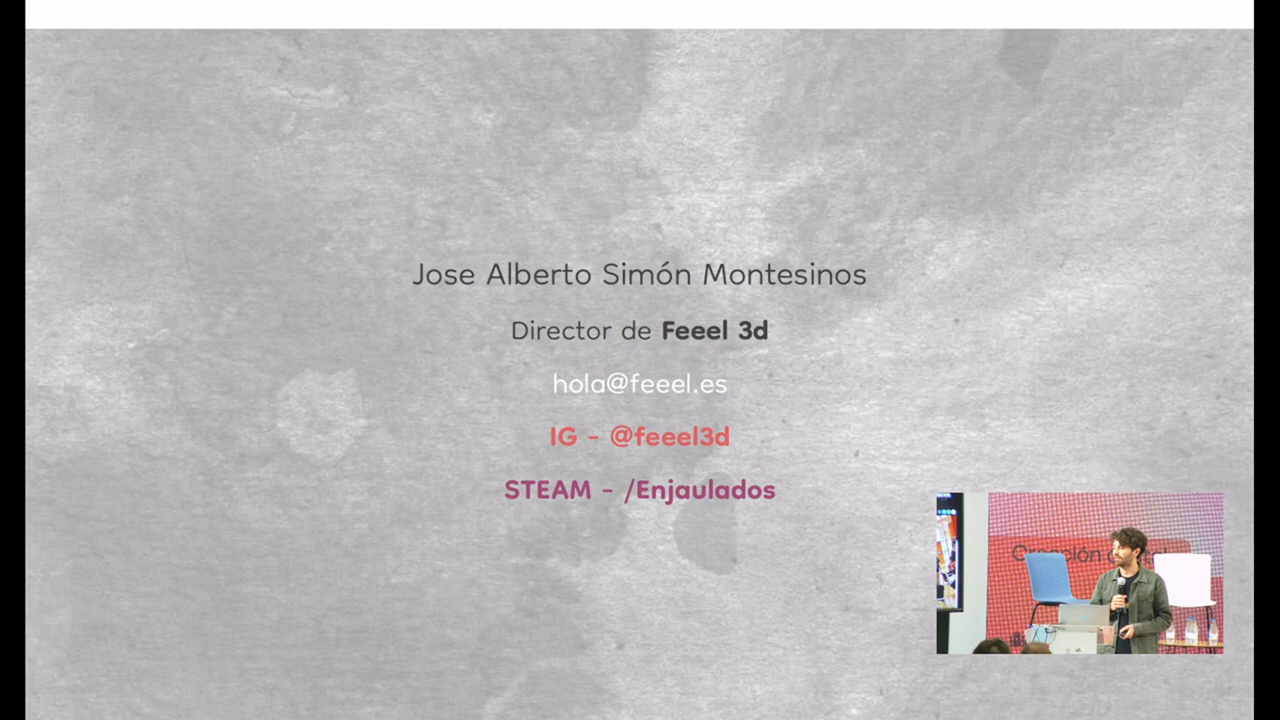 Jose Alberto Simón Montesinos
Director de Feeel 3d
hola@feeel.es
IG - @feeel3d
STEAM - /Enjaulados